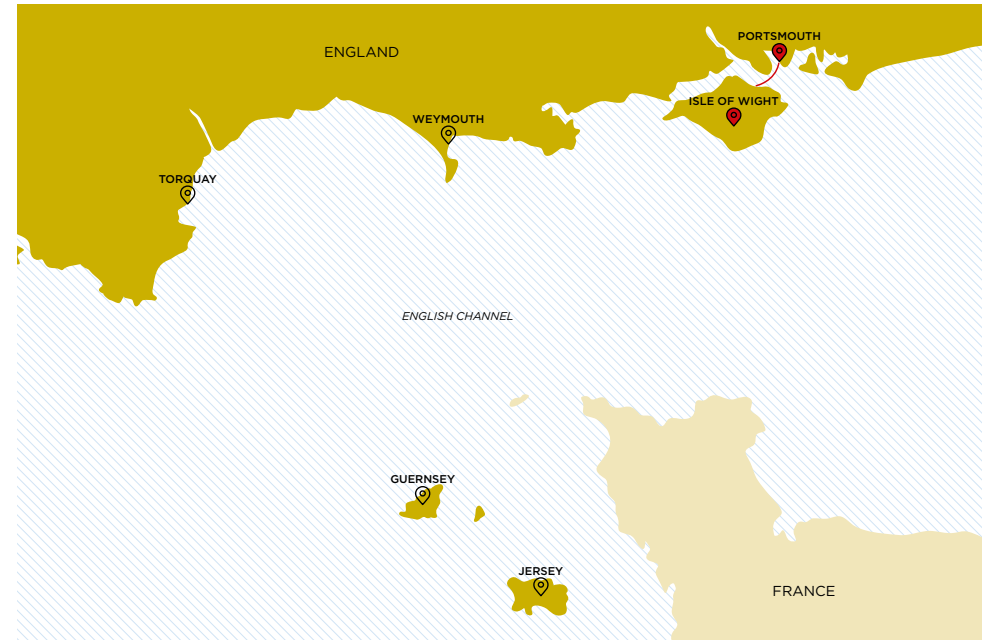 PORTSMOUTH
ENGLAND
ISLE OF WIGHT
WEYMOUTH
TORQUAY
ENGLISH CHANNEL
GUERNSEY
JERSEY
FRANCE